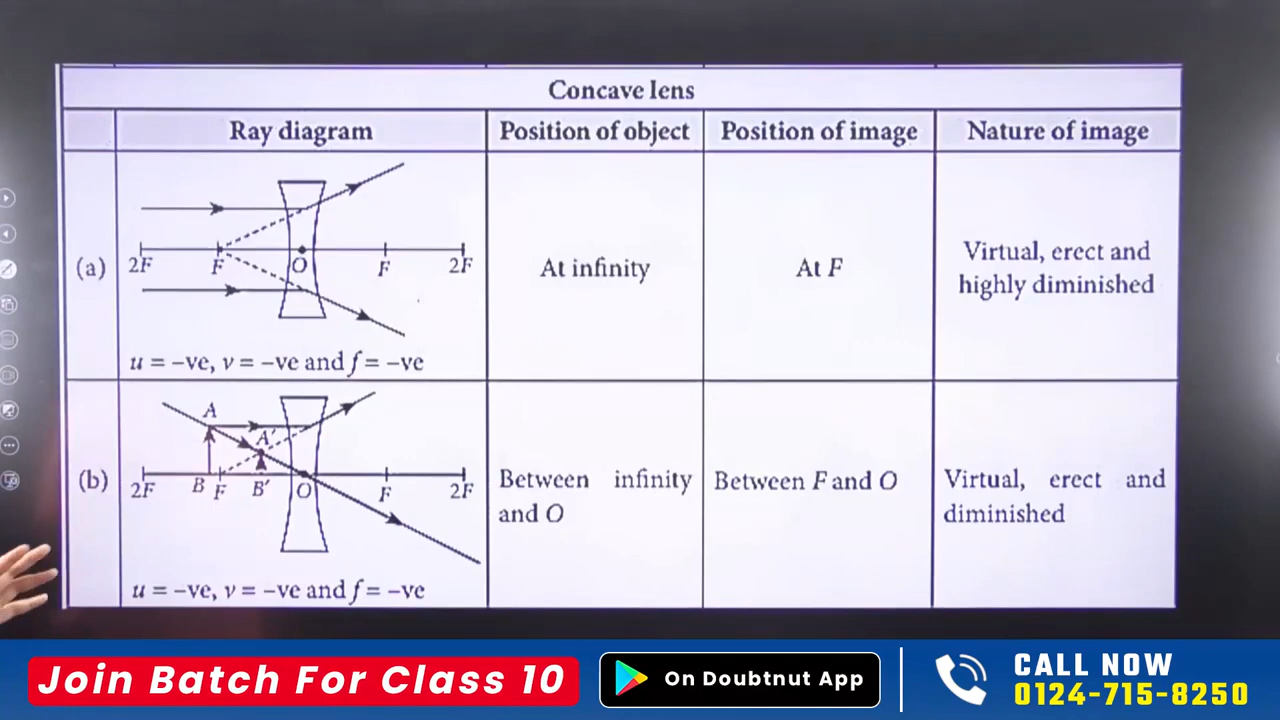 Concave lens
Ray diagram Position of object Position of image Nature of image
(a)
2F F O F 2F
u = –ve, v = –ve and f = –ve
At infinity
At F
Virtual, erect and
highly diminished
(b)
A
A′
2F B F B′ O F 2F
u = –ve, v = –ve and f = –ve
Between infinity
and O
Between F and O
Virtual, erect and
diminished
Join Batch For Class 10
On Doubtnut App
CALL NOW
0124-715-8250